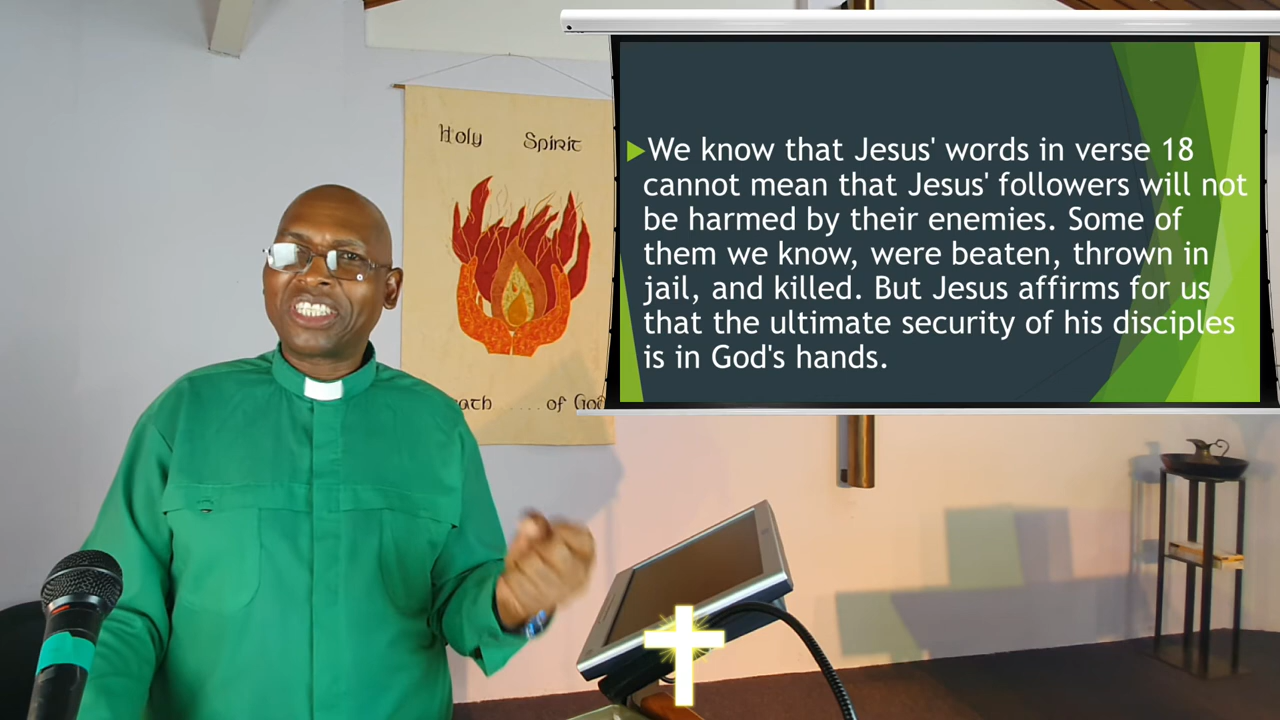 Holy Spirit
of God
We know that Jesus' words in verse 18
cannot mean that Jesus' followers will not
be harmed by their enemies. Some of
them we know, were beaten, thrown in
jail, and killed. But Jesus affirms for us
that the ultimate security of his disciples
is in God's hands.